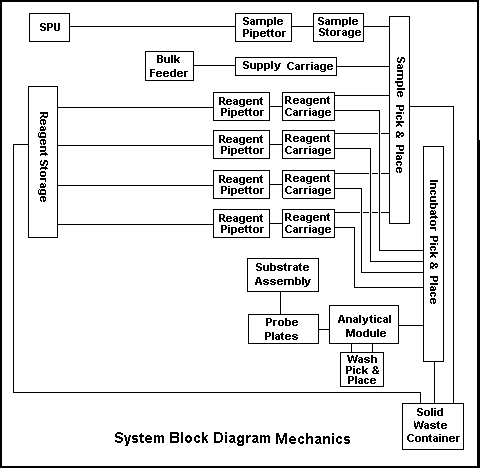 SPU
Sample
Pipettor
Sample
Storage
Bulk
Feeder
Supply Carriage
Sample Pick & Place
Reagent Storage
Reagent
Pipettor
Reagent
Carriage
Reagent
Pipettor
Reagent
Carriage
Reagent
Pipettor
Reagent
Carriage
Reagent
Pipettor
Reagent
Carriage
Incubator Pick & Place
Substrate
Assembly
Probe
Plates
Analytical
Module
Wash
Pick &
Place
Solid
Waste
Container
System Block Diagram Mechanics